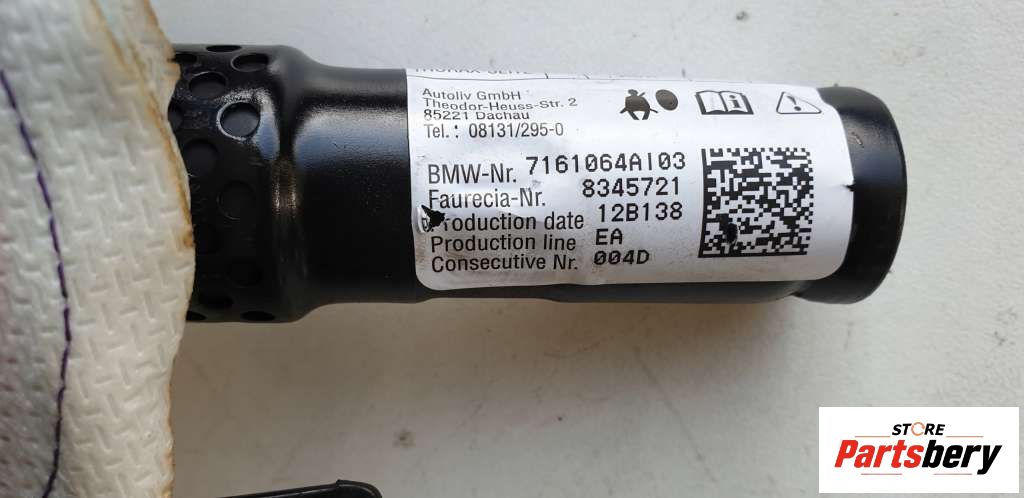 Autoliv GmbH
Theodor-Heuss-Str. 2
85221 Dachau
Tel.: 08131/295-0
BMW-Nr. 7161064AI03
Faurecia-Nr. 8345721
Production date 12B138
Production line EA
Consecutive Nr. 004D
STORE
Partsbery